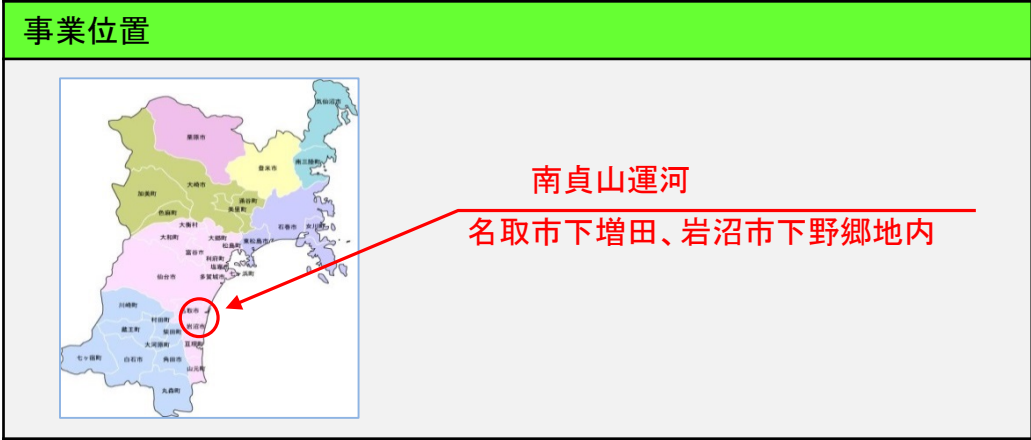 事業位置
気仙沼市
栗原市
南三陸町
登米市
大崎市
加美町
涌谷町
美里町
色麻町
石巻市
女川町
大衡村
大和町
大郷町
松島町
東松島市
富谷市
利府町
塩竈市
七ヶ浜町
仙台市
多賀城市
川崎町
名取市
村田町
岩沼市
蔵王町
柴田町
大河原町
亘理町
七ヶ宿町
白石市
角田市
山元町
丸森町
南貞山運河
名取市下増田、岩沼市下野郷地内